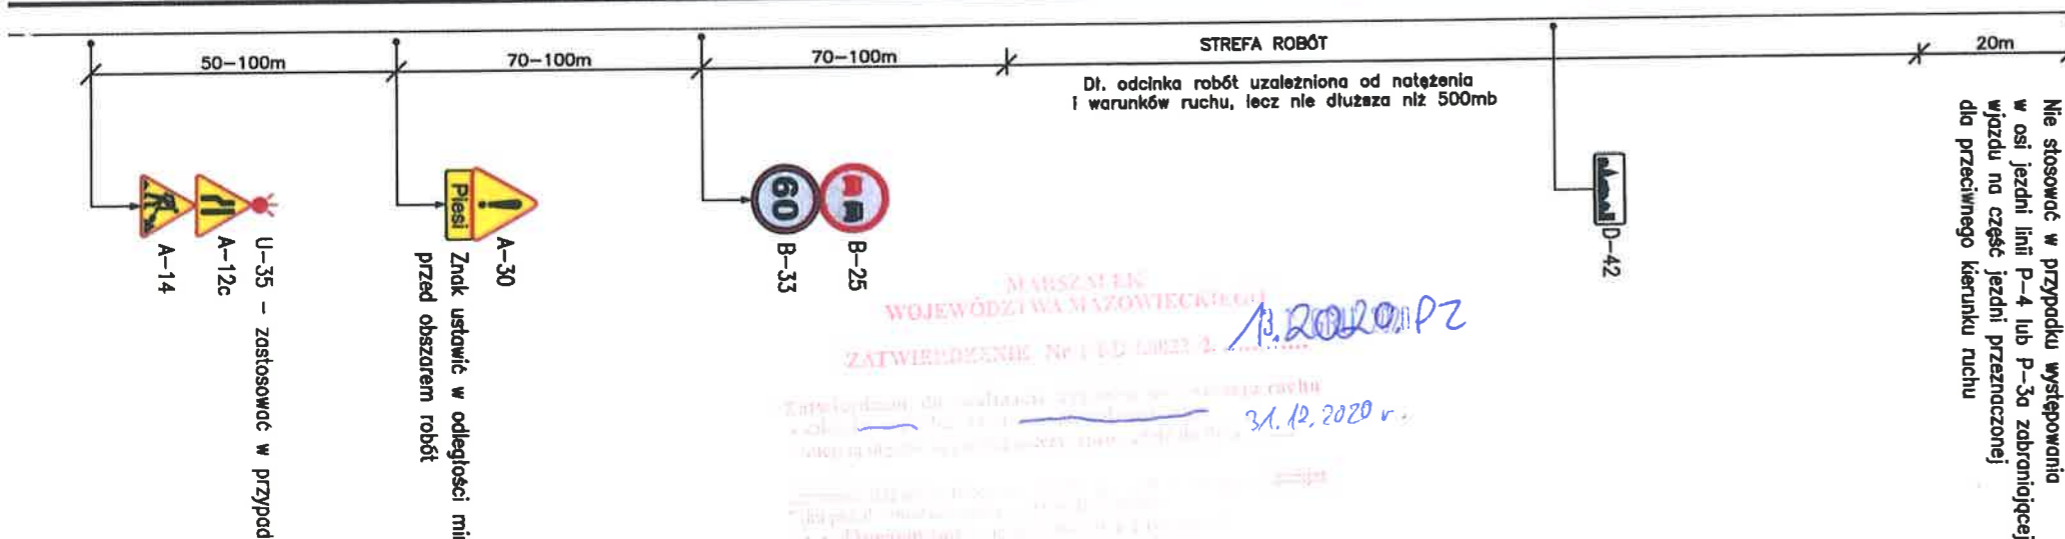 50-100m
70-100m
70-100m
STREFA ROBÓT
20m
Dł. odcinka robót uzależniona od natężenia
i warunków ruchu, lecz nie dłuższa niż 500mb
A-14
A-12c
U-35 - zastosować w przypad
Piesi
A-30
Znak ustawić w odległości mi
przed obszarem robót
60
B-33
B-25
D-42
Nie stosować w przypadku występowania
w osi jezdni linii P-4 lub P-3a zabraniającej
wjazdu na część jezdni przeznaczonej
dla przeciwnego kierunku ruchu
MARSZAŁEK
WOJEWÓDZTWA MAZOWIECKIEGO
ZATWIERDZENIE Nr
2020.PZ
ruchu
31.12.2020 r.